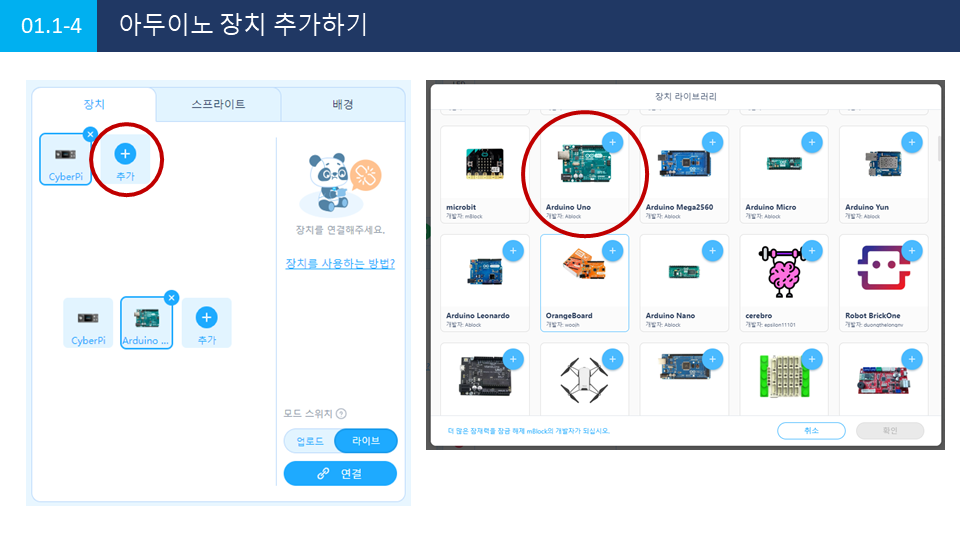 01.1-4
아두이노 장치 추가하기
장치
스프라이트
배경
CyberPi
추가
장치를 연결해주세요.
장치를 사용하는 방법?
CyberPi
Arduino ...
추가
모드 스위치
업로드
라이브
연결
장치 라이브러리
microbit
개발자: mBlock
Arduino Uno
개발자: Ablock
Arduino Mega2560
개발자: Ablock
Arduino Micro
개발자: Ablock
Arduino Yun
개발자: Ablock
Arduino Leonardo
개발자: Ablock
OrangeBoard
개발자: wooih
Arduino Nano
개발자: Ablock
cerebro
개발자: epsilon11101
Robot BrickOne
개발자: duongthelongnv
더 많은 잠재력을 잠금 해제 mBlock의 개발자가 되십시오.
취소
확인